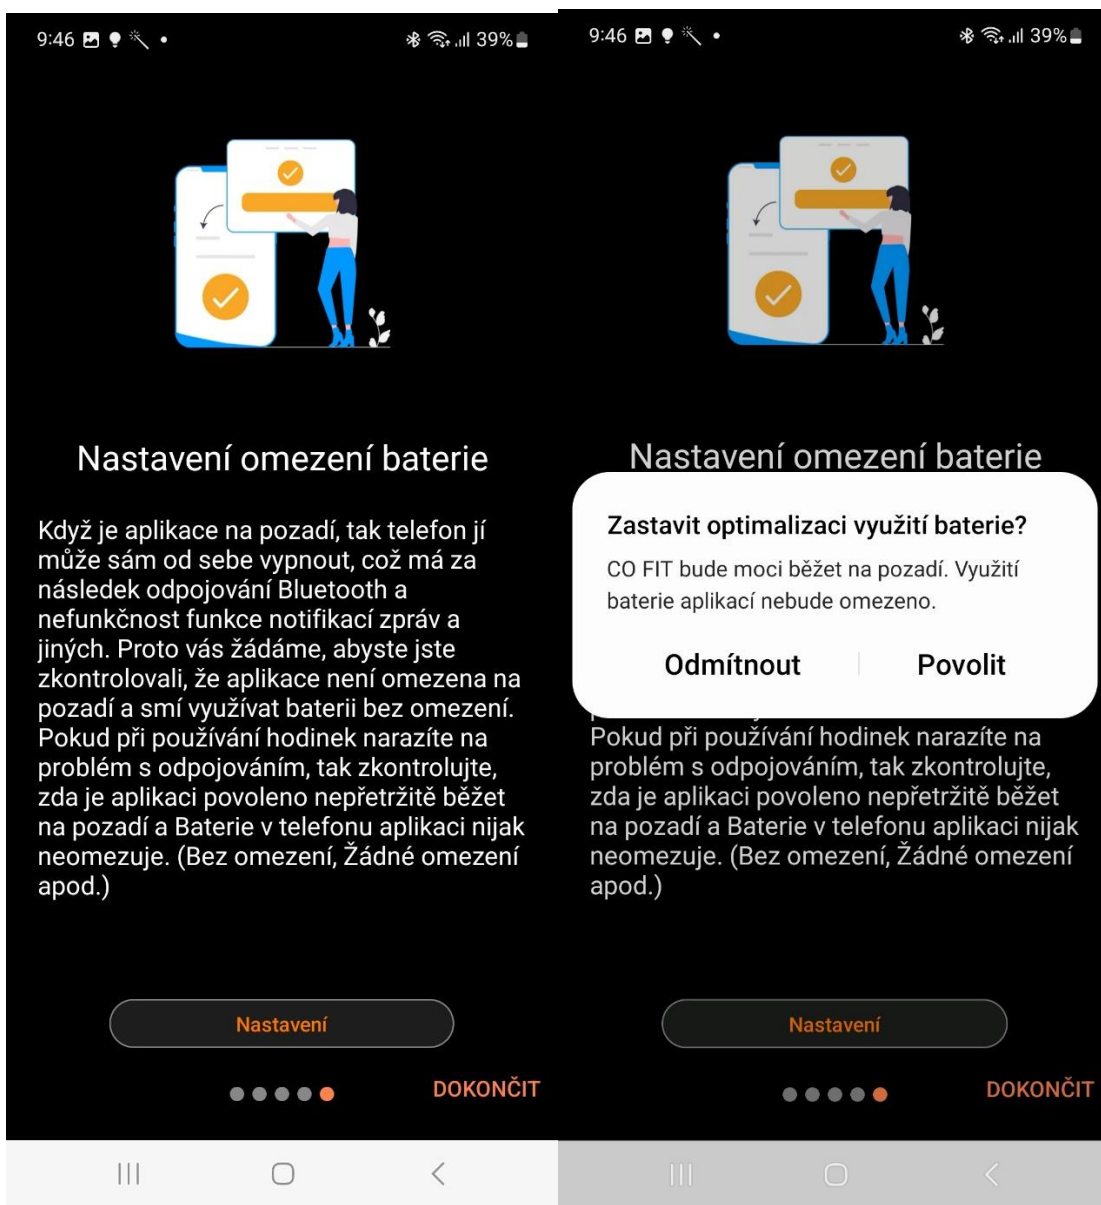 9:46
39%
Nastavení omezení baterie
Když je aplikace na pozadí, tak telefon jí
může sám od sebe vypnout, což má za
následek odpojování Bluetooth a
nefunkčnost funkce notifikací zpráv a
jiných. Proto vás žádáme, abyste jste
zkontrolovali, že aplikace není omezena na
pozadí a smí využívat baterii bez omezení.
Pokud při používání hodinek narazíte na
problém s odpojováním, tak zkontrolujte,
zda je aplikaci povoleno nepřetržitě běžet
na pozadí a Baterie v telefonu aplikaci nijak
neomezuje. (Bez omezení, Žádné omezení
apod.)
Nastavení
DOKONČIT
9:46
39%
Nastavení omezení baterie
Zastavit optimalizaci využití baterie?
CO FIT bude moci běžet na pozadí. Využití
baterie aplikací nebude omezeno.
Odmítnout
Povolit
Pokud při používání hodinek narazíte na
problém s odpojováním, tak zkontrolujte,
zda je aplikaci povoleno nepřetržitě běžet
na pozadí a Baterie v telefonu aplikaci nijak
neomezuje. (Bez omezení, Žádné omezení
apod.)
Nastavení
DOKONČIT